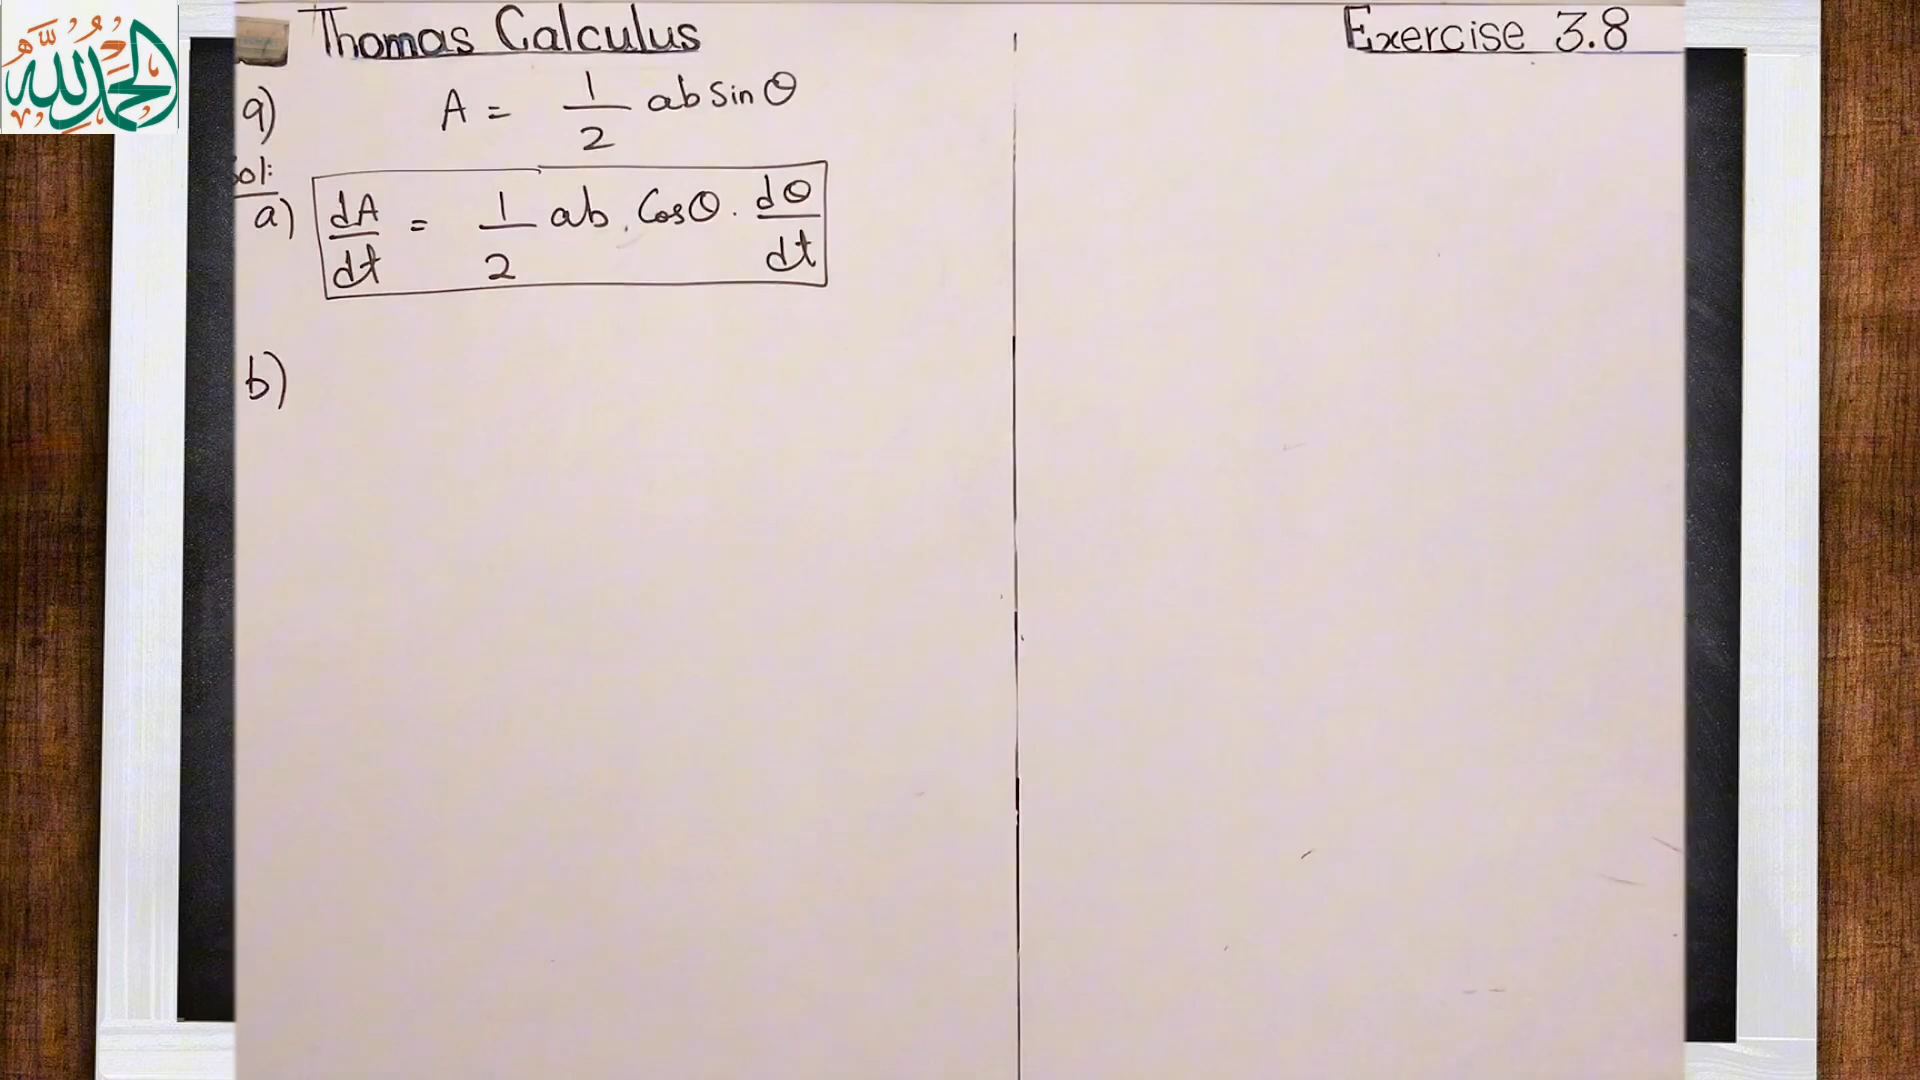 الحمد لله
Thomas Calculus
Exercise 3.8
9) A = 1/2 ab sin θ
Sol:
a) dA/dt = 1/2 ab . Cos θ . dθ/dt
b)